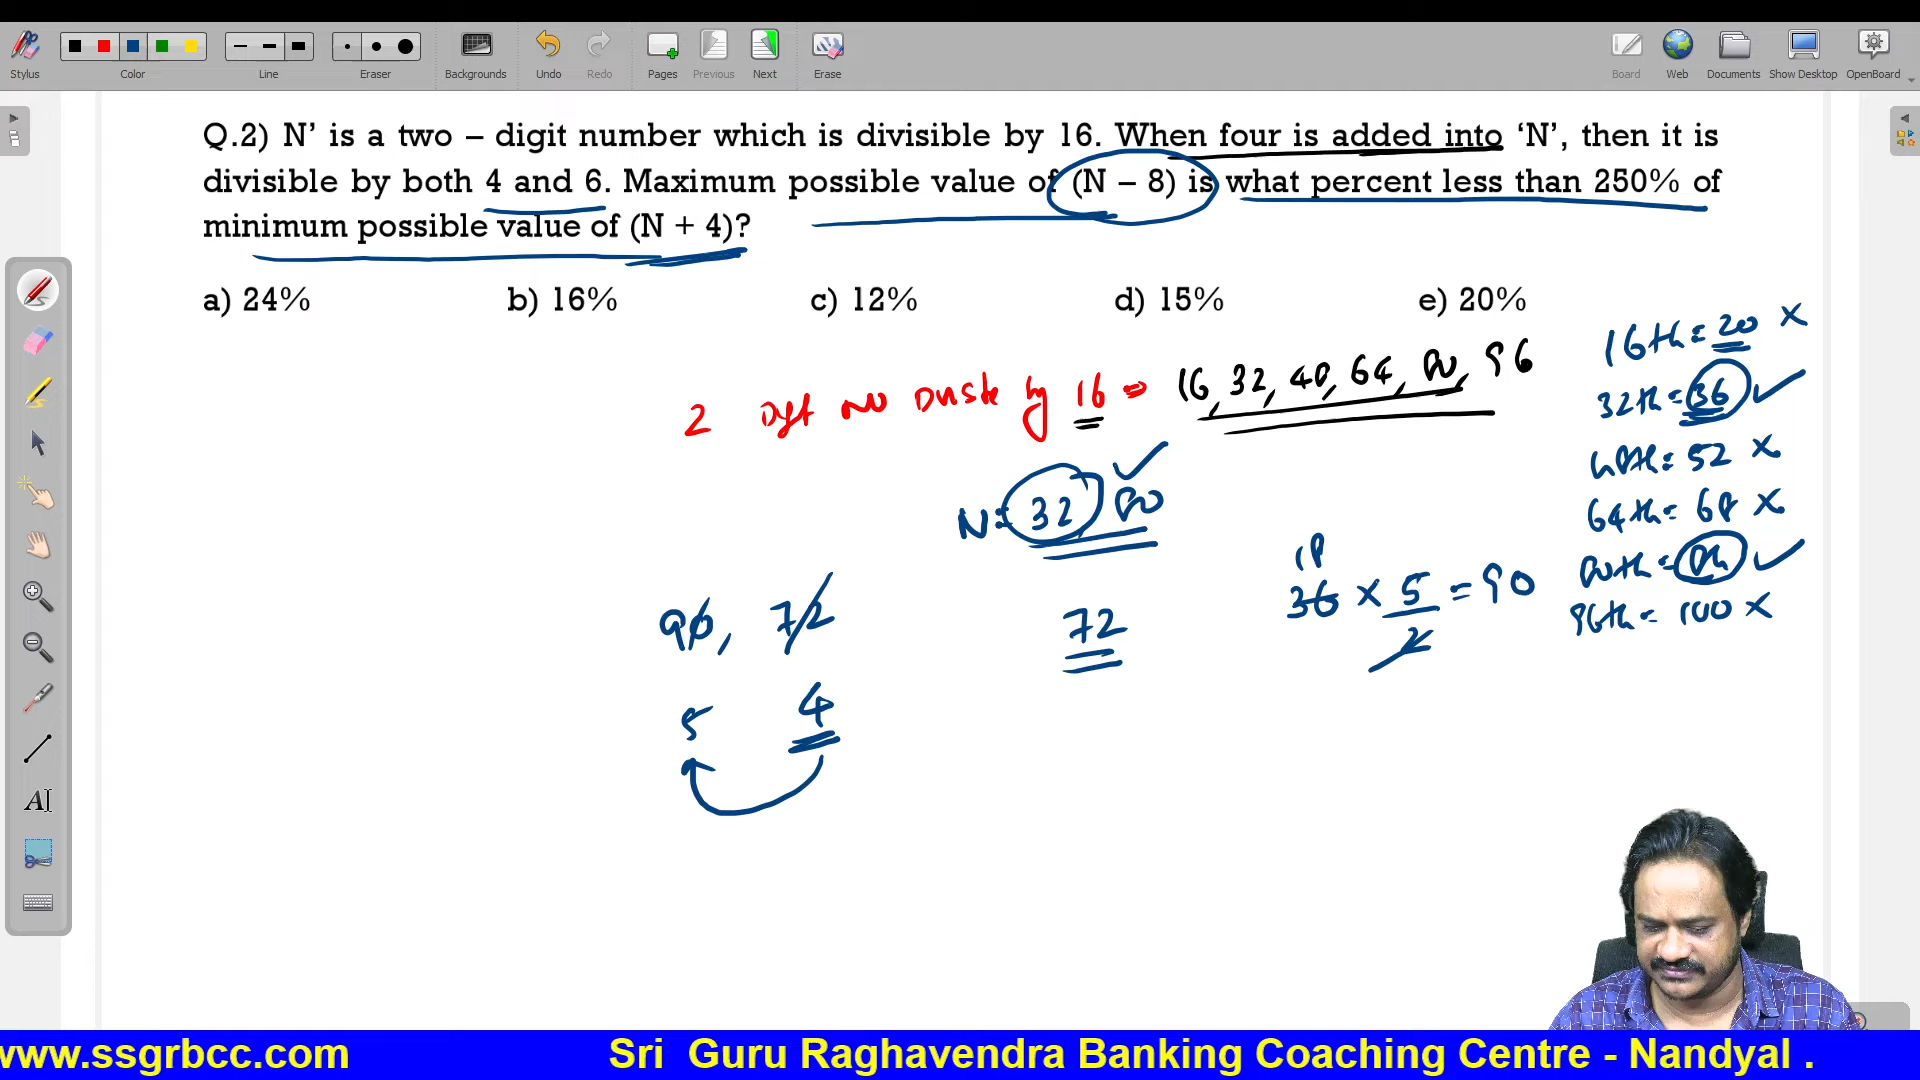 Stylus
Color
Line
Eraser
Backgrounds
Undo
Redo
Pages
Previous
Next
Erase
Board
Web
Documents
Show Desktop
OpenBoard
Q.2) N’ is a two – digit number which is divisible by 16. When four is added into ‘N’, then it is
divisible by both 4 and 6. Maximum possible value of (N – 8) is what percent less than 250% of
minimum possible value of (N + 4)?
a) 24%
b) 16%
c) 12%
d) 15%
e) 20%
2 by 16 = 16, 32, 48, 64, 80, 96
16+4 = 20 ×
32+4 = 36 ✓
48+4 = 52 ×
64+4 = 68 ×
80+4 = 84 ✓
96+4 = 100 ×
N = 32, 80 ✓
90, 72
72
18
36 × 5/2 = 90
5 4
AI
www.ssgrbcc.com
Sri Guru Raghavendra Banking Coaching Centre - Nandyal .